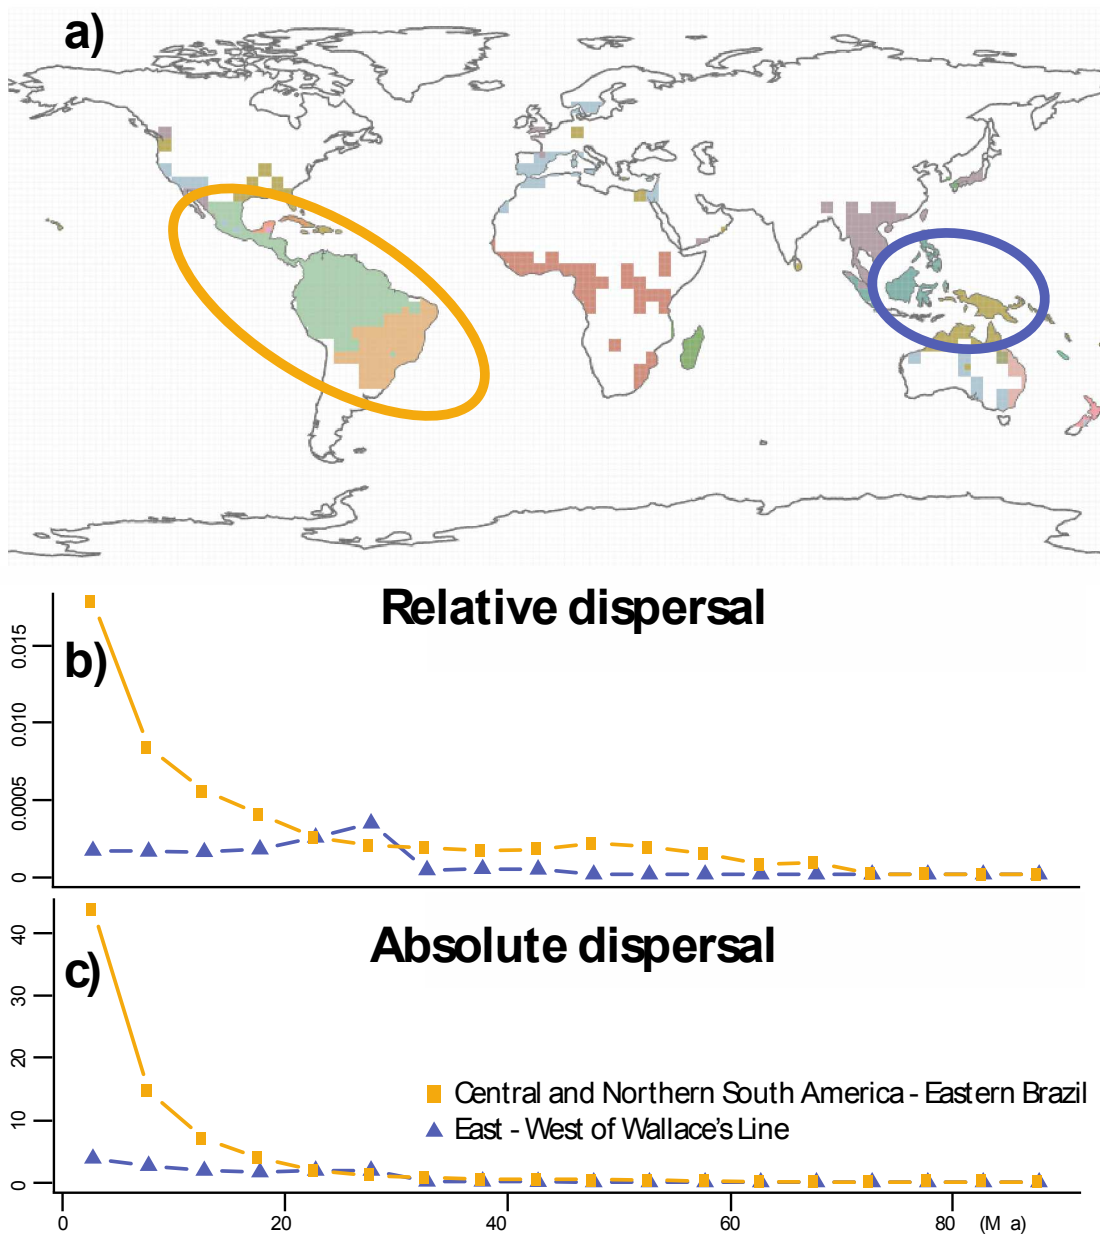 a)
Relative dispersal
b)
0.015
0.010
0.0005
0
Absolute dispersal
c)
40
30
20
10
0
Central and Northern South America - Eastern Brazil
East - West of Wallace's Line
0 20 40 60 80 (M a)